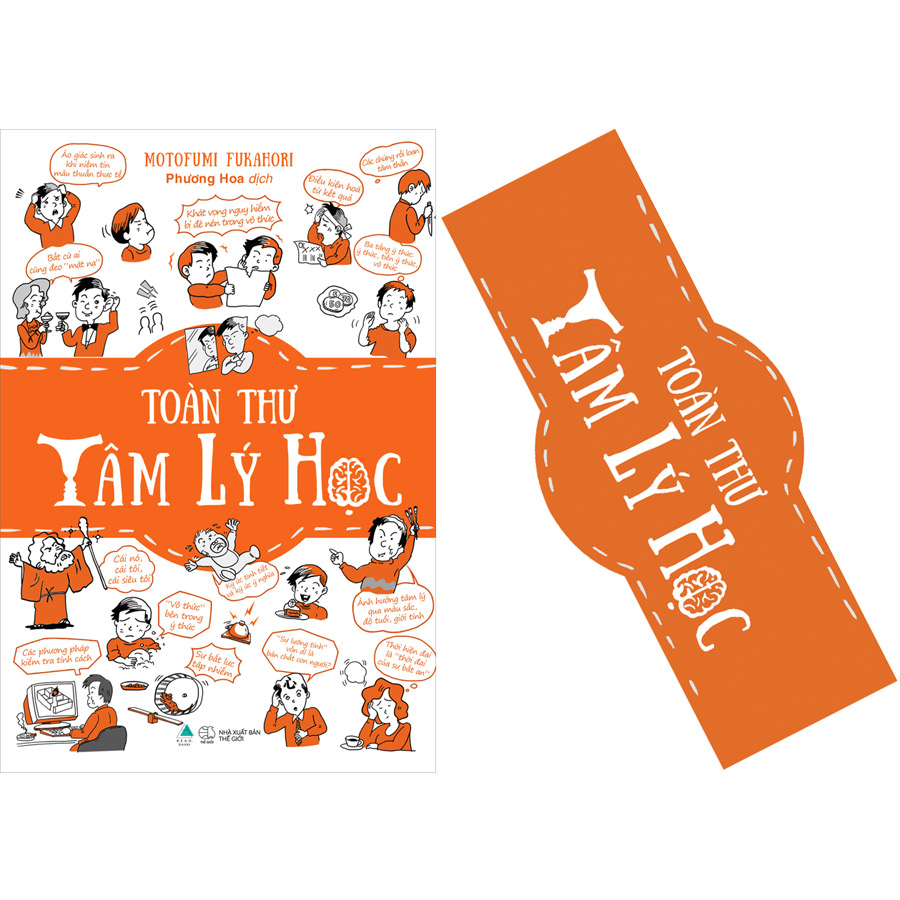 MOTOFUMI FUKAHORI
Phương Hoa dịch
Ảo giác sinh ra
khi niềm tin
mâu thuẫn thực tế
Khát vọng nguy hiểm
bị đè nén trong vô thức
Điều kiện hoá
từ kết quả
Các chứng rối loạn
tâm thần
Bất cứ ai
cũng đeo "mặt nạ"
Ba tầng ý thức:
ý thức, tiền ý thức,
vô thức
TOÀN THƯ
TÂM LÝ HỌC
Cái nó,
cái tôi,
cái siêu tôi
Ký ức tình tiết
và ký ức ý nghĩa
Ảnh hưởng tâm lý
qua màu sắc,
độ tuổi, giới tính
"Vô thức"
bên trong
ý thức
Các phương pháp
kiểm tra tính cách
Sự bất lực
tập nhiễm
"Sự lưỡng tính"
vốn dĩ là
bản chất con người?
Thời hiện đại
là "thời đại
của sự bất an"
A.Z.A.C.
books
THẾ GIỚI
NHÀ XUẤT BẢN
THẾ GIỚI
TOÀN THƯ
TÂM LÝ HỌC